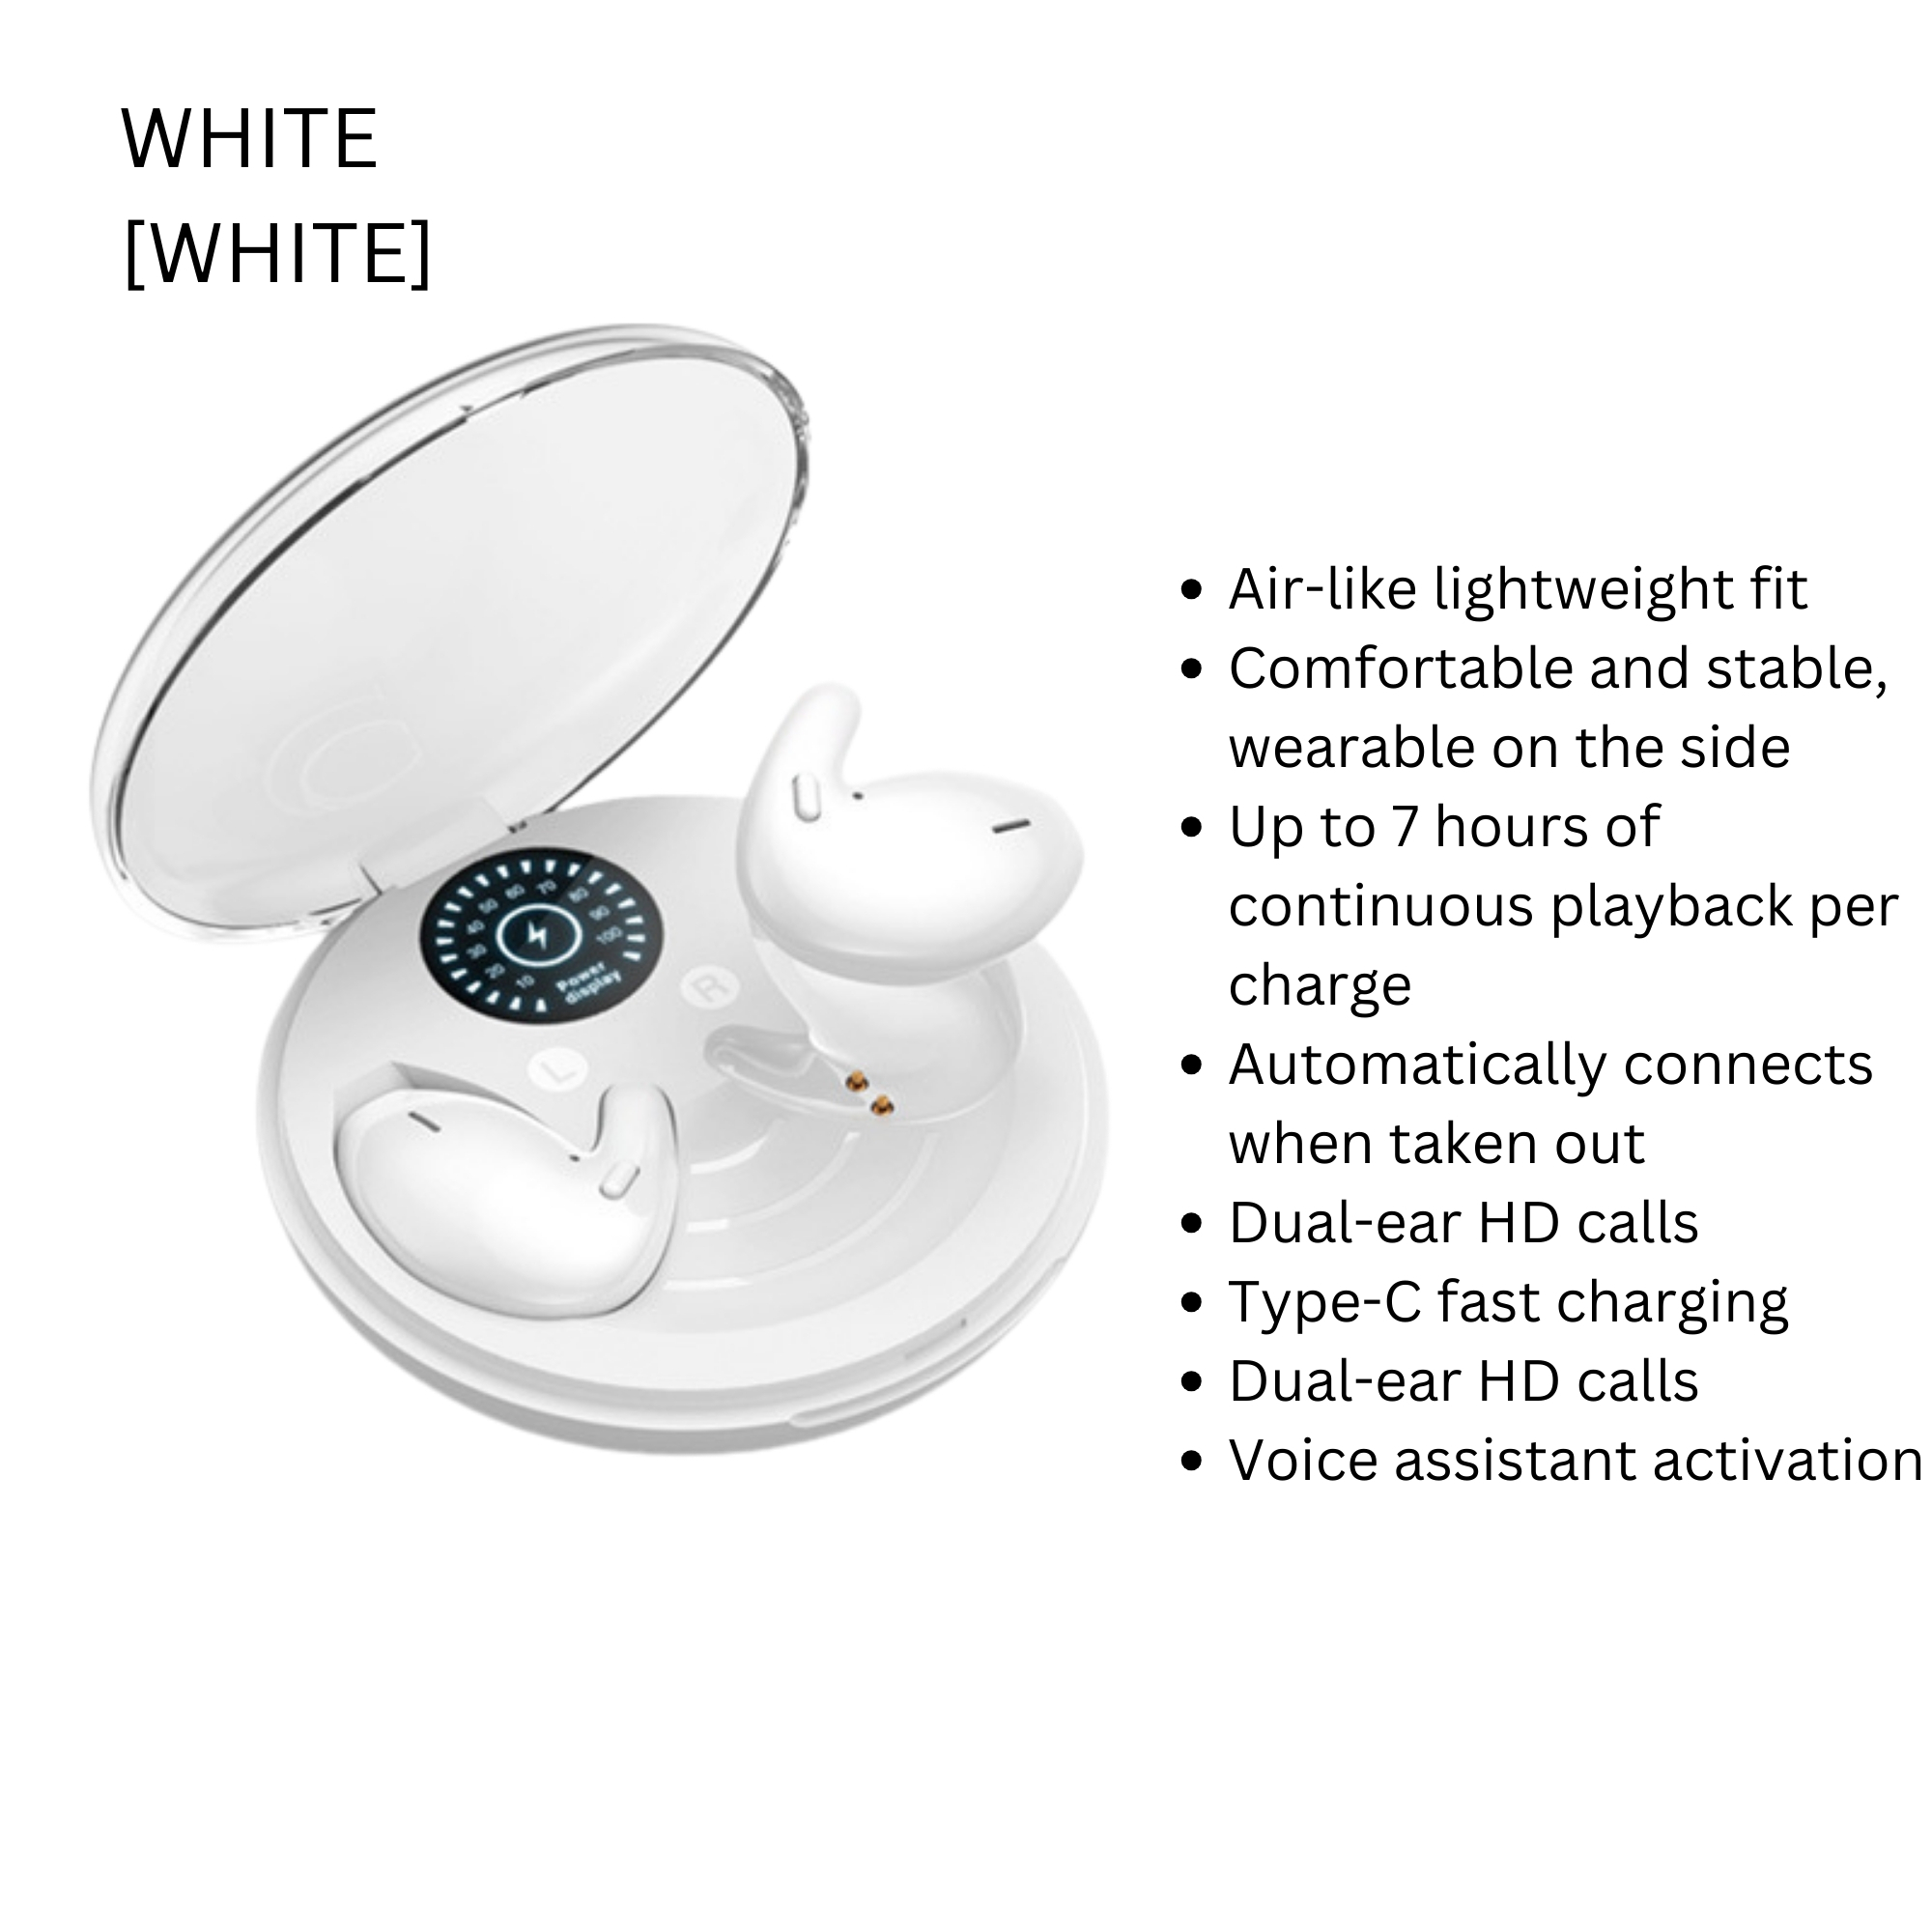 WHITE
[WHITE]
• Air-like lightweight fit
• Comfortable and stable,
wearable on the side
• Up to 7 hours of
continuous playback per
charge
• Automatically connects
when taken out
• Dual-ear HD calls
• Type-C fast charging
• Dual-ear HD calls
• Voice assistant activation
10 20 30 40 50 60 70 80 90 100
Power
display
R
L